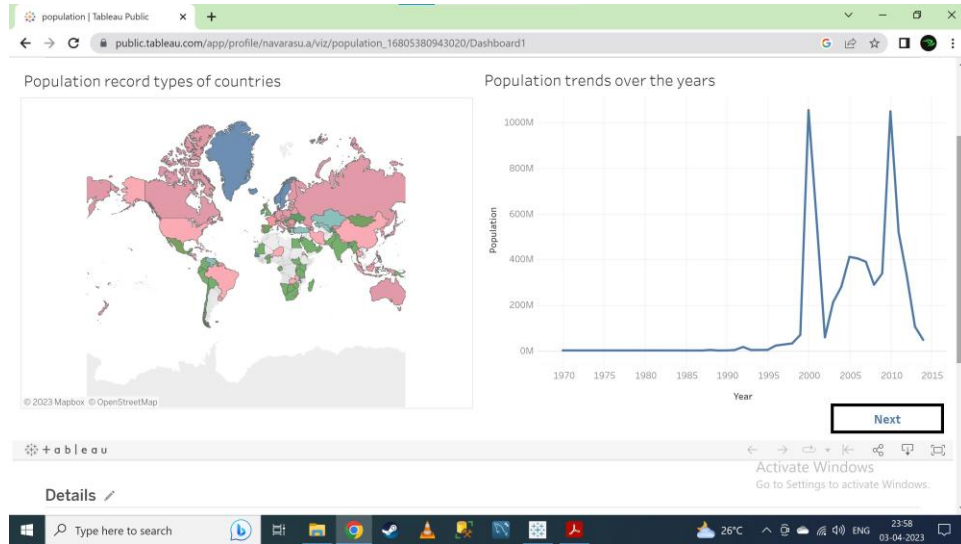 population | Tableau Public
public.tableau.com/app/profile/navarasu.a/viz/population_16805380943020/Dashboard1
Population record types of countries
Population trends over the years
1000M
800M
600M
400M
200M
0M
Population
1970 1975 1980 1985 1990 1995 2000 2005 2010 2015
Year
© 2023 Mapbox © OpenStreetMap
Next
+ableau
Activate Windows
Go to Settings to activate Windows.
Details
Type here to search
26°C
ENG
23:58
03-04-2023